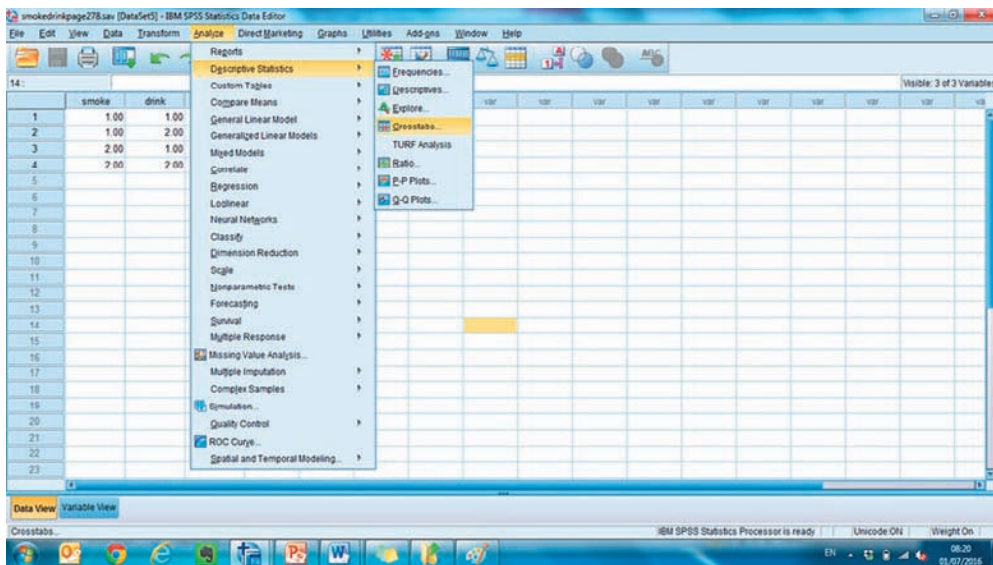 smokedrinkpage278.sav [DataSet5] - IBM SPSS Statistics Data Editor
File Edit View Data Transform Analyze Direct Marketing Graphs Utilities Add-ons Window Help
14 :
Visible: 3 of 3 Variables
smoke drink var var var var var var var var va
1 1.00 1.00
2 1.00 2.00
3 2.00 1.00
4 2.00 2.00
5
6
7
8
9
10
11
12
13
14
15
16
17
18
19
20
21
22
23
Reports
Descriptive Statistics
Custom Tables
Compare Means
General Linear Model
Generalized Linear Models
Mixed Models
Correlate
Regression
Loglinear
Neural Networks
Classify
Dimension Reduction
Scale
Nonparametric Tests
Forecasting
Survival
Multiple Response
Missing Value Analysis...
Multiple Imputation
Complex Samples
Simulation...
Quality Control
ROC Curve...
Spatial and Temporal Modeling...
Frequencies...
Descriptives...
Explore...
Crosstabs...
TURF Analysis
Ratio...
P-P Plots...
Q-Q Plots...
Data View Variable View
Crosstabs...
IBM SPSS Statistics Processor is ready Unicode:ON Weight On
EN 08:20
01/07/2016